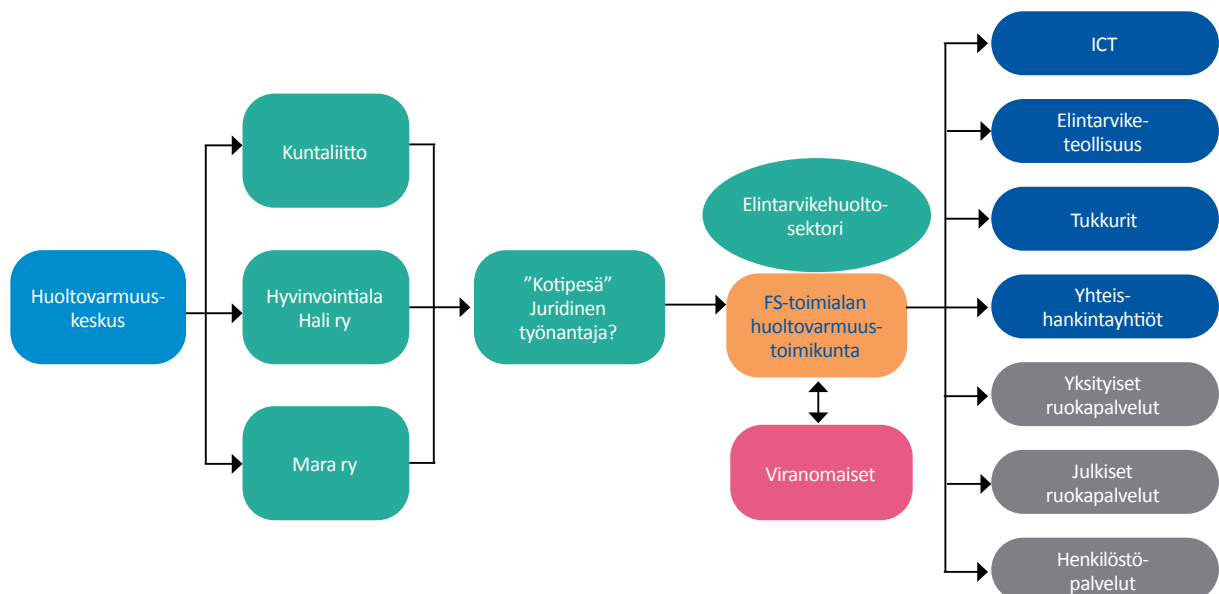 Huoltovarmuus-
keskus
Kuntaliitto
Hyvinvointiala
Hali ry
Mara ry
”Kotipesä”
Juridinen
työnantaja?
Elintarvikehuolto-
sektori
FS-toimialan
huoltovarmuus-
toimikunta
Viranomaiset
ICT
Elintarvike-
teollisuus
Tukkurit
Yhteis-
hankintayhtiöt
Yksityiset
ruokapalvelut
Julkiset
ruokapalvelut
Henkilöstö-
palvelut